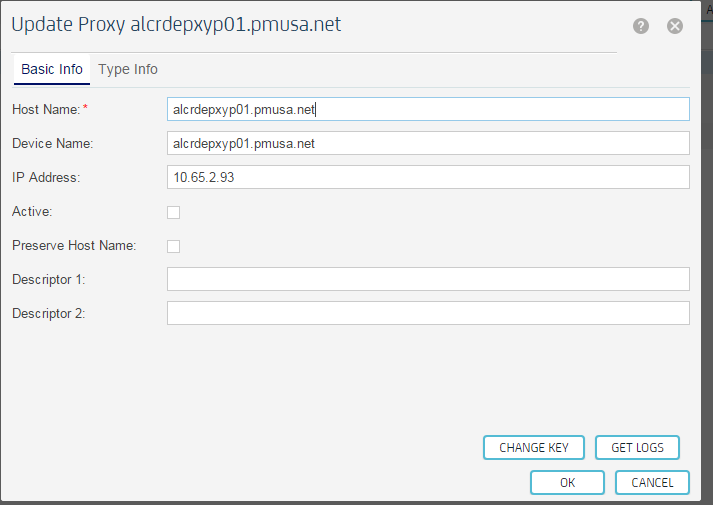 Update Proxy alcrdepxyp01.pmusa.net
?
Basic Info Type Info
Host Name:* alcrdepxyp01.pmusa.net
Device Name: alcrdepxyp01.pmusa.net
IP Address: 10.65.2.93
Active:
Preserve Host Name:
Descriptor 1:
Descriptor 2:
CHANGE KEY GET LOGS
OK CANCEL